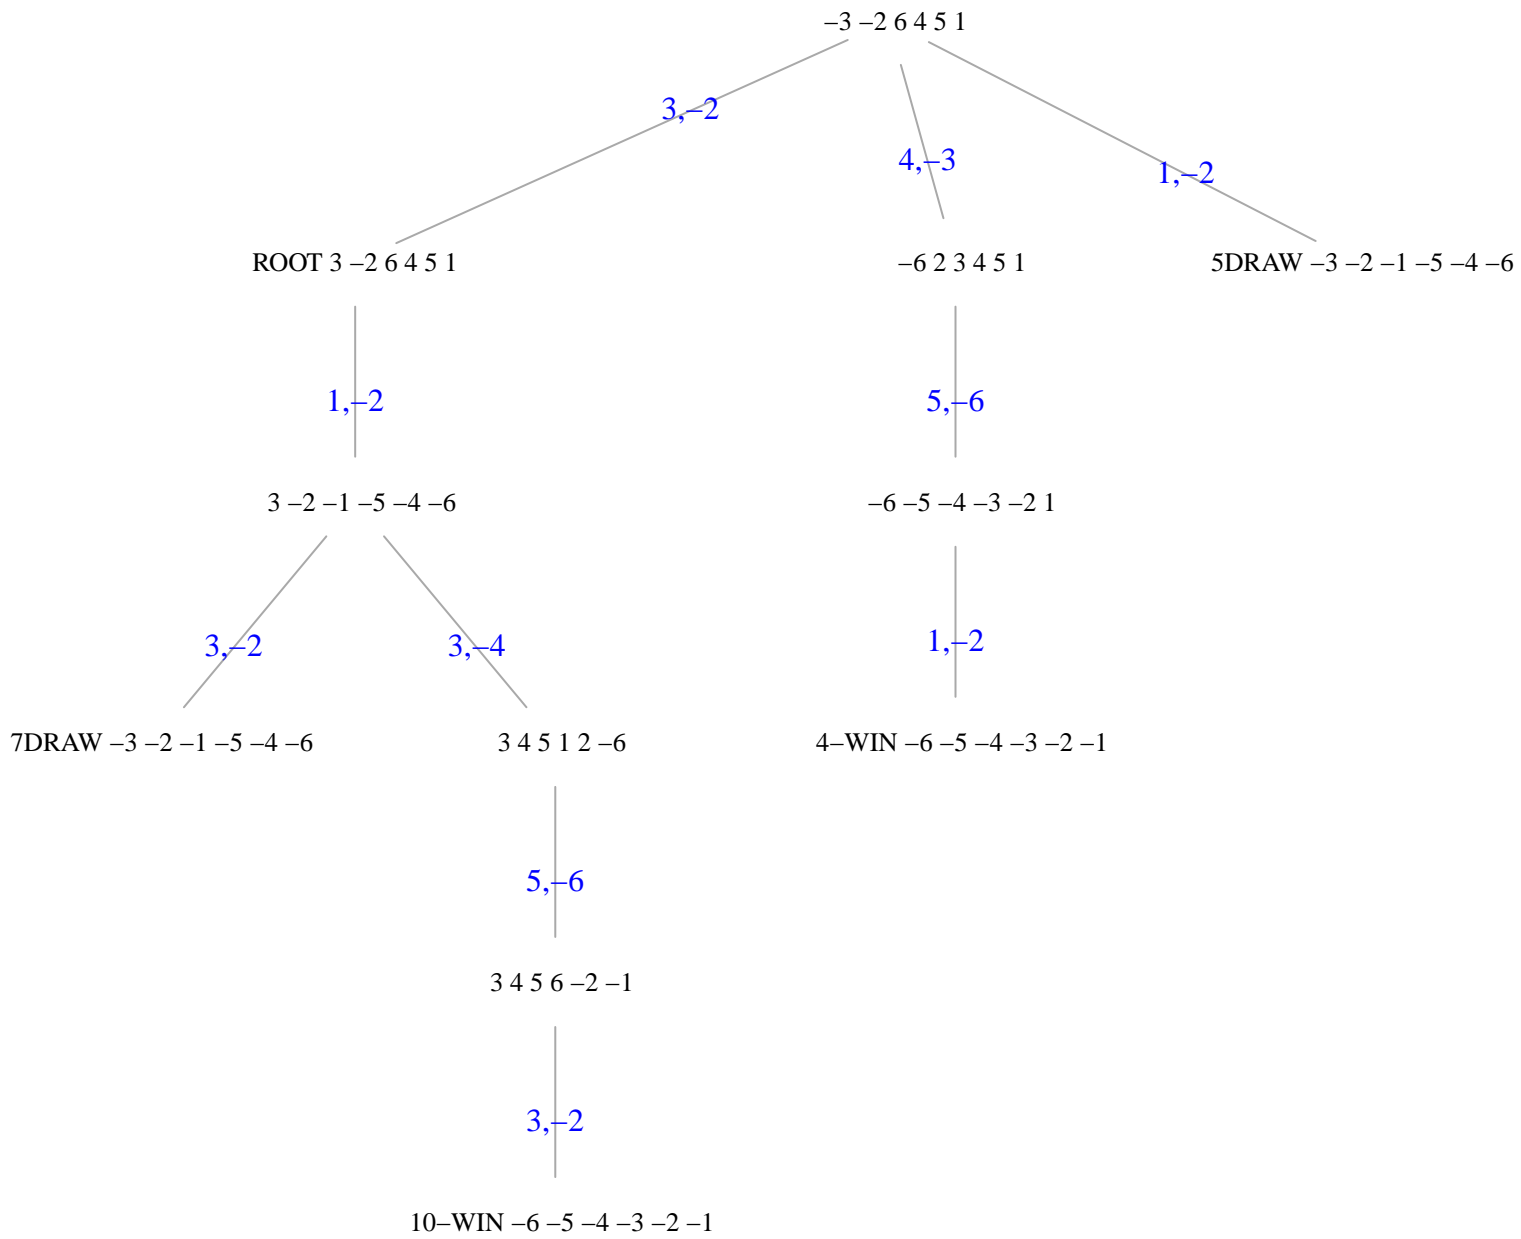 –3 –2 6 4 5 1
3,–2
4,–3
1,–2
ROOT 3 –2 6 4 5 1
–6 2 3 4 5 1
5DRAW –3 –2 –1 –5 –4 –6
1,–2
5,–6
3 –2 –1 –5 –4 –6
–6 –5 –4 –3 –2 1
3,–2
3,–4
1,–2
7DRAW –3 –2 –1 –5 –4 –6
3 4 5 1 2 –6
4–WIN –6 –5 –4 –3 –2 –1
5,–6
3 4 5 6 –2 –1
3,–2
10–WIN –6 –5 –4 –3 –2 –1